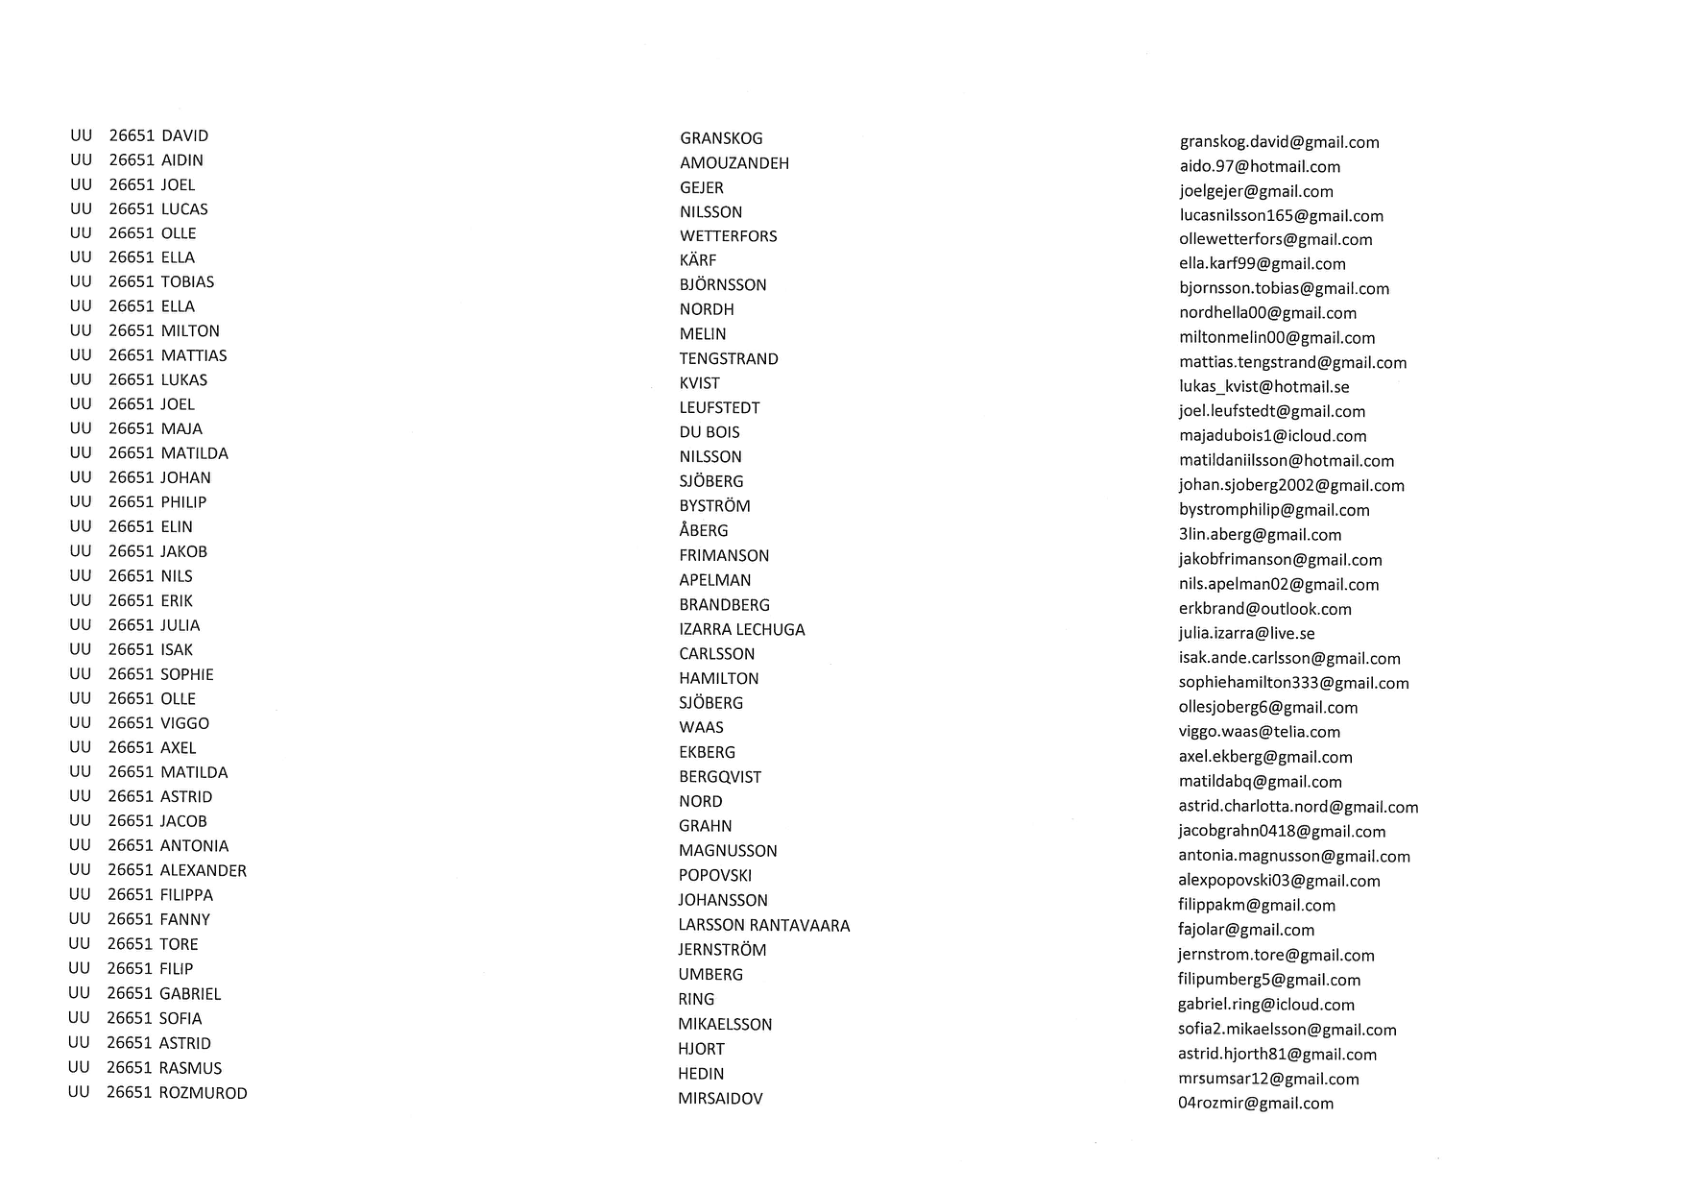 UU 26651 DAVID GRANSKOG granskog.david@gmail.com
UU 26651 AIDIN AMOUZANDEH aido.97@hotmail.com
UU 26651 JOEL GEJER joelgejer@gmail.com
UU 26651 LUCAS NILSSON lucasnilsson165@gmail.com
UU 26651 OLLE WETTERFORS ollewetterfors@gmail.com
UU 26651 ELLA KÄRF ella.karf99@gmail.com
UU 26651 TOBIAS BJÖRNSSON bjornsson.tobias@gmail.com
UU 26651 ELLA NORDH nordhella00@gmail.com
UU 26651 MILTON MELIN miltonmelin00@gmail.com
UU 26651 MATTIAS TENGSTRAND mattias.tengstrand@gmail.com
UU 26651 LUKAS KVIST lukas_kvist@hotmail.se
UU 26651 JOEL LEUFSTEDT joel.leufstedt@gmail.com
UU 26651 MAJA DU BOIS majadubois1@icloud.com
UU 26651 MATILDA NILSSON matildaniilsson@hotmail.com
UU 26651 JOHAN SJÖBERG johan.sjoberg2002@gmail.com
UU 26651 PHILIP BYSTRÖM bystromphilip@gmail.com
UU 26651 ELIN ÅBERG 3lin.aberg@gmail.com
UU 26651 JAKOB FRIMANSON jakobfrimanson@gmail.com
UU 26651 NILS APELMAN nils.apelman02@gmail.com
UU 26651 ERIK BRANDBERG erkbrand@outlook.com
UU 26651 JULIA IZARRA LECHUGA julia.izarra@live.se
UU 26651 ISAK CARLSSON isak.ande.carlsson@gmail.com
UU 26651 SOPHIE HAMILTON sophiehamilton333@gmail.com
UU 26651 OLLE SJÖBERG ollesjoberg6@gmail.com
UU 26651 VIGGO WAAS viggo.waas@telia.com
UU 26651 AXEL EKBERG axel.ekberg@gmail.com
UU 26651 MATILDA BERGQVIST matildabq@gmail.com
UU 26651 ASTRID NORD astrid.charlotta.nord@gmail.com
UU 26651 JACOB GRAHN jacobgrahn0418@gmail.com
UU 26651 ANTONIA MAGNUSSON antonia.magnusson@gmail.com
UU 26651 ALEXANDER POPOVSKI alexpopovski03@gmail.com
UU 26651 FILIPPA JOHANSSON filippakm@gmail.com
UU 26651 FANNY LARSSON RANTAVAARA fajolar@gmail.com
UU 26651 TORE JERNSTRÖM jernstrom.tore@gmail.com
UU 26651 FILIP UMBERG filipumberg5@gmail.com
UU 26651 GABRIEL RING gabriel.ring@icloud.com
UU 26651 SOFIA MIKAELSSON sofia2.mikaelsson@gmail.com
UU 26651 ASTRID HJORT astrid.hjorth81@gmail.com
UU 26651 RASMUS HEDIN mrsumsar12@gmail.com
UU 26651 ROZMUROD MIRSAIDOV 04rozmir@gmail.com